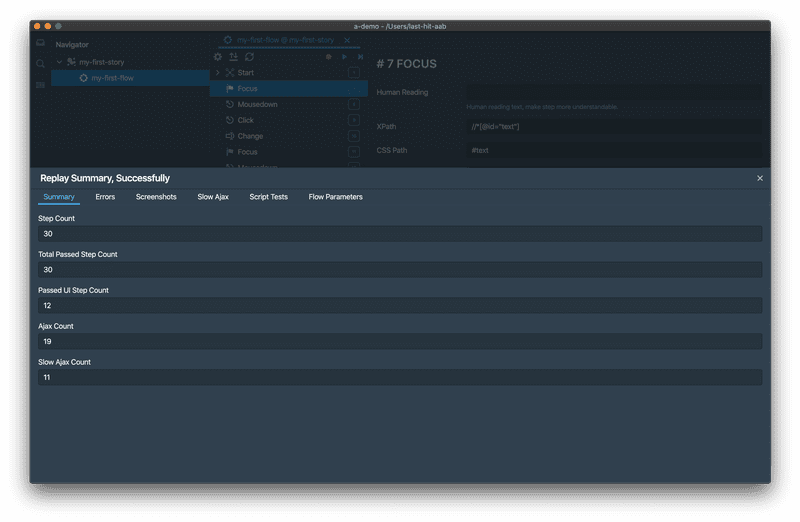 a-demo - /Users/last-hit-aab
Navigator
my-first-story
my-first-flow
my-first-flow @ my-first-story
Start
Focus
Mousedown
Click
Change
Focus
Mousedown
# 7 FOCUS
Human Reading
Human reading text, make step more understandable.
XPath
//*[@id="text"]
CSS Path
#text
Replay Summary, Successfully
Summary Errors Screenshots Slow Ajax Script Tests Flow Parameters
Step Count
30
Total Passed Step Count
30
Passed UI Step Count
12
Ajax Count
19
Slow Ajax Count
11